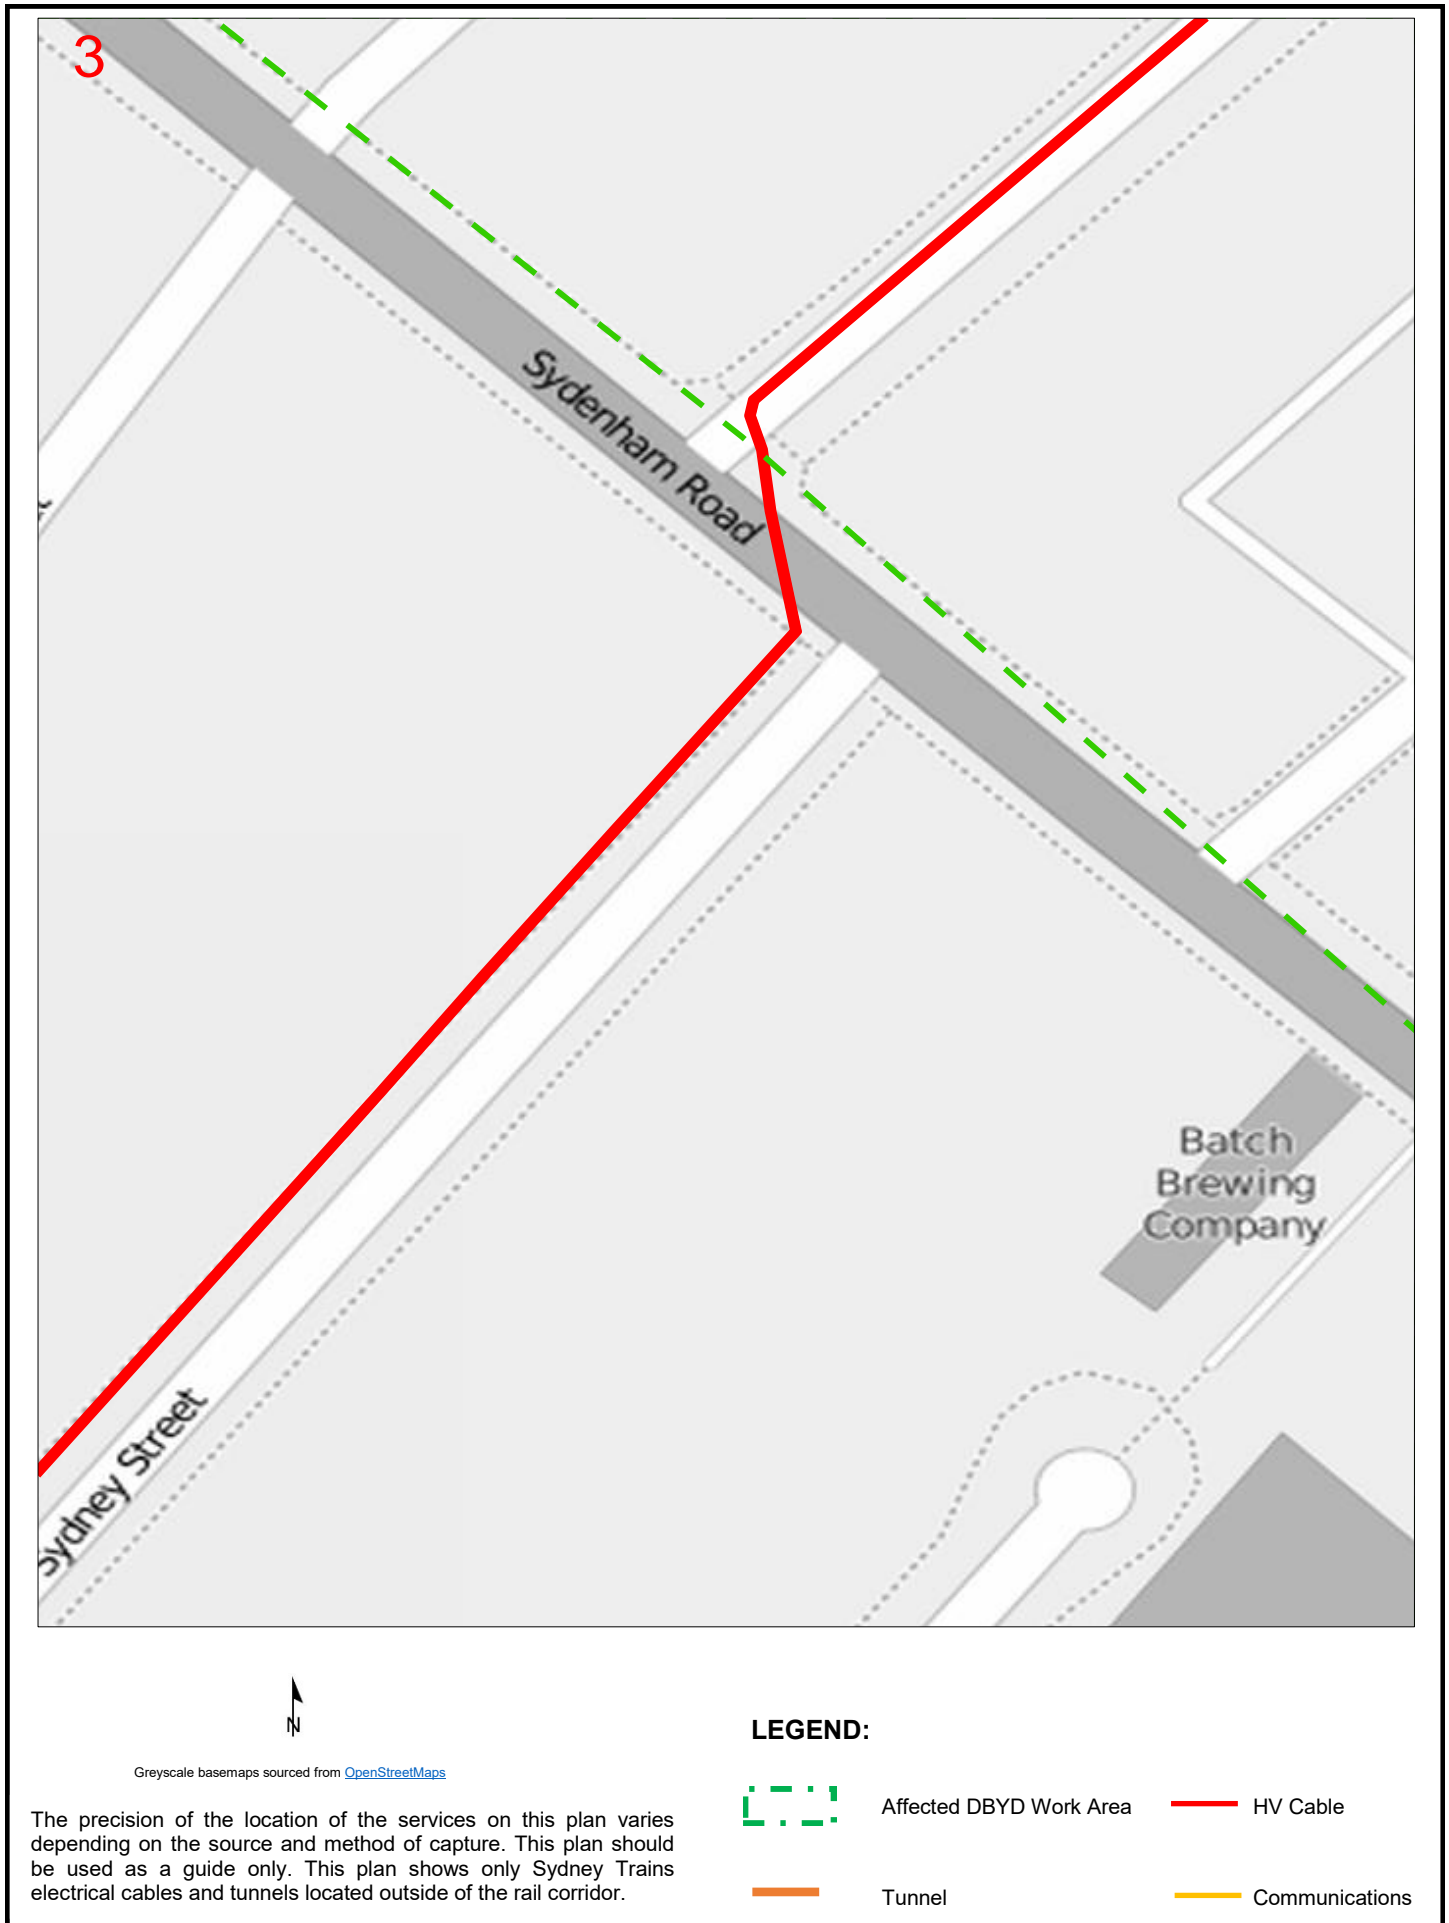 3
Sydenham Road
Batch
Brewing
Company
Sydney Street
N
Greyscale basemaps sourced from OpenStreetMaps
The precision of the location of the services on this plan varies
depending on the source and method of capture. This plan should
be used as a guide only. This plan shows only Sydney Trains
electrical cables and tunnels located outside of the rail corridor.
LEGEND:
Affected DBYD Work Area
HV Cable
Tunnel
Communications